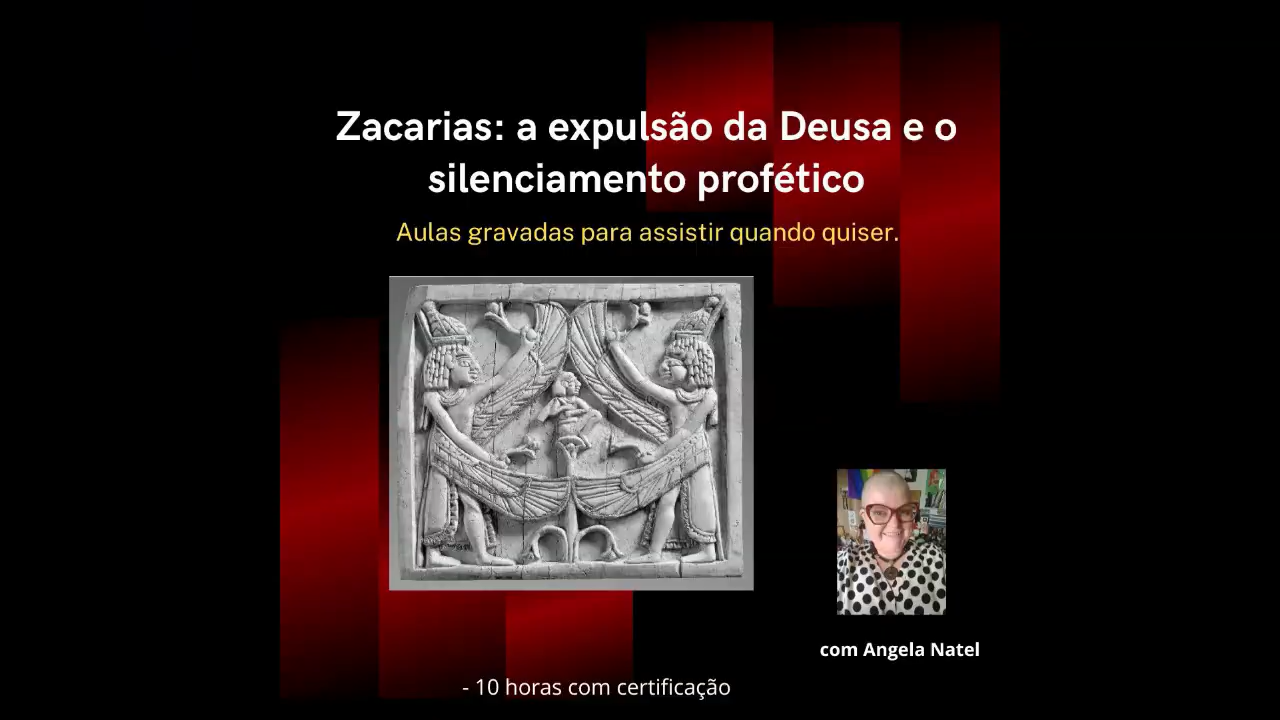 Zacarias: a expulsão da Deusa e o
silenciamento profético
Aulas gravadas para assistir quando quiser.
com Angela Natel
- 10 horas com certificação